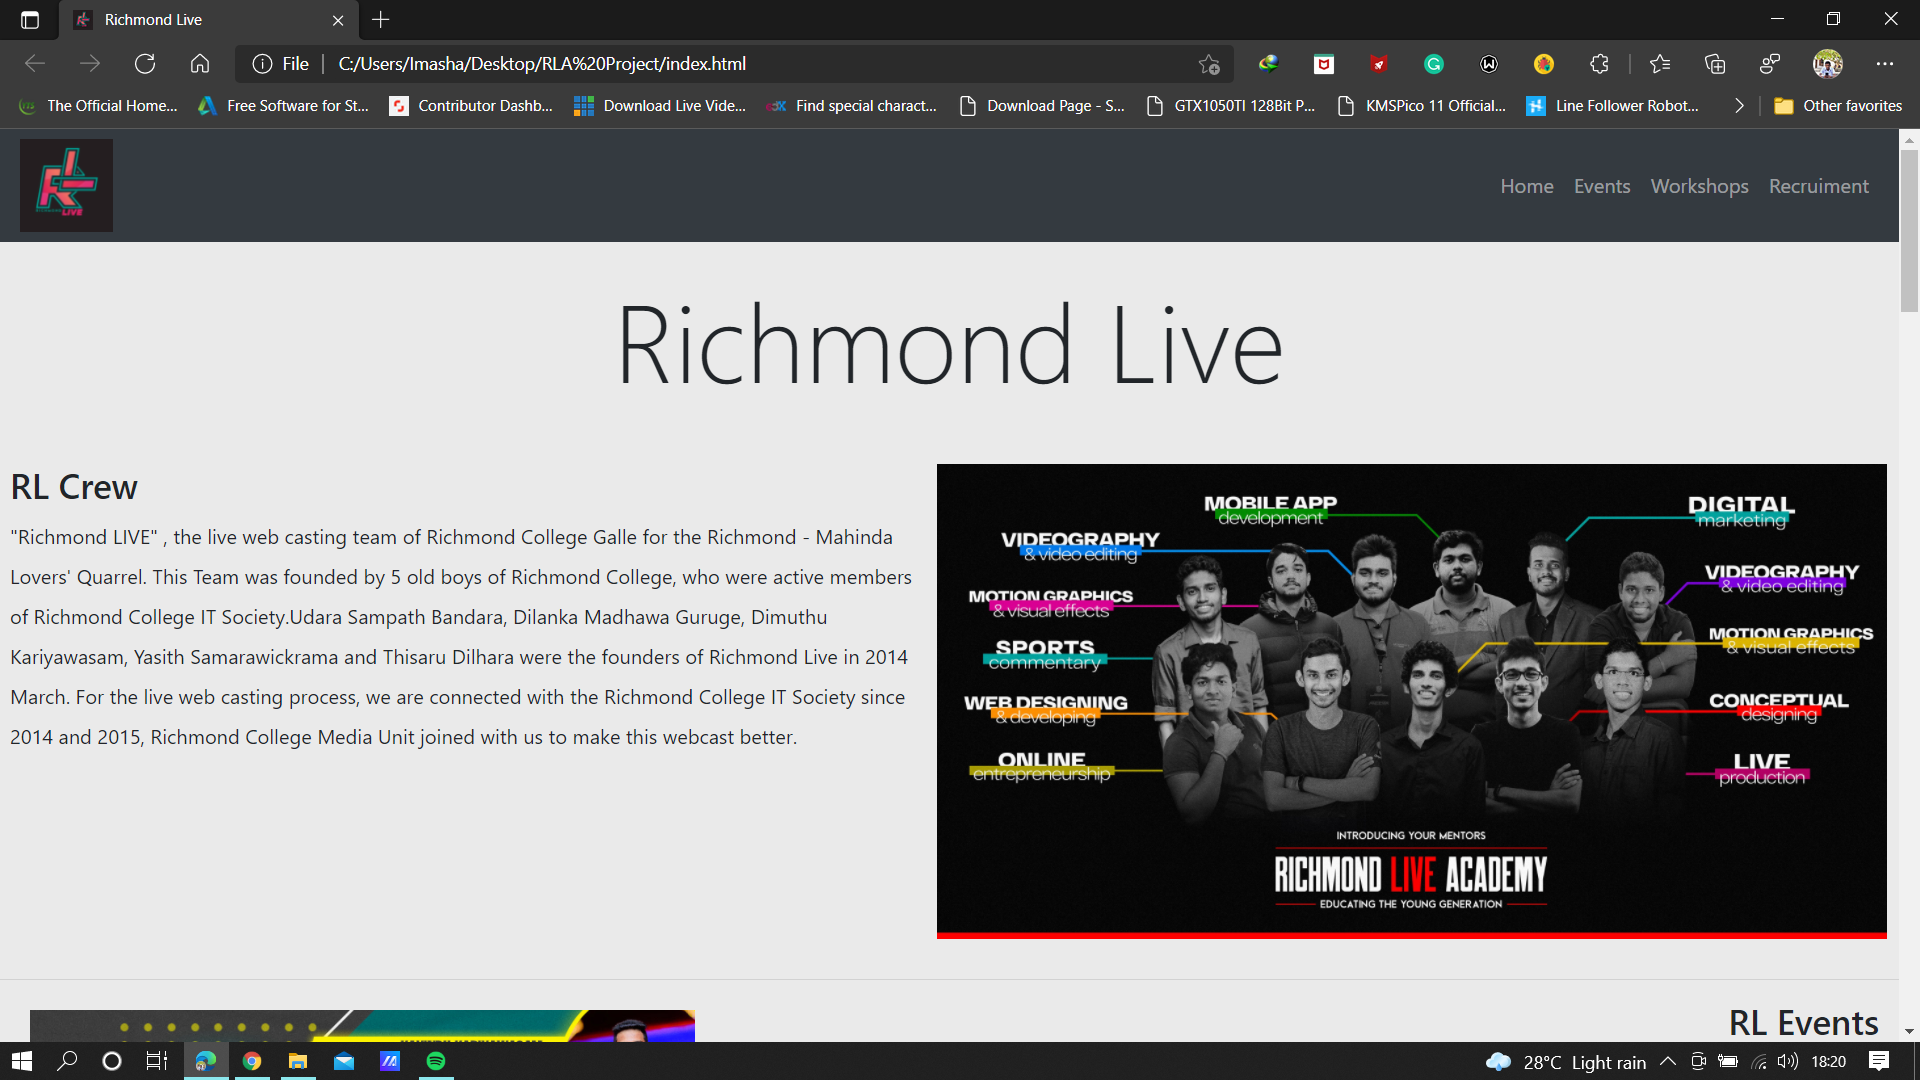 Richmond Live
File
C:/Users/Imasha/Desktop/RLA%20Project/index.html
The Official Home...
Free Software for St...
Contributor Dashb...
Download Live Vide...
Find special charact...
Download Page - S...
GTX1050TI 128Bit P...
KMSPico 11 Official...
Line Follower Robot...
Other favorites
LIVE
Home Events Workshops Recruiment
Richmond Live
RL Crew
"Richmond LIVE" , the live web casting team of Richmond College Galle for the Richmond - Mahinda
Lovers' Quarrel. This Team was founded by 5 old boys of Richmond College, who were active members
of Richmond College IT Society.Udara Sampath Bandara, Dilanka Madhawa Guruge, Dimuthu
Kariyawasam, Yasith Samarawickrama and Thisaru Dilhara were the founders of Richmond Live in 2014
March. For the live web casting process, we are connected with the Richmond College IT Society since
2014 and 2015, Richmond College Media Unit joined with us to make this webcast better.
MOBILE APP
development
VIDEOGRAPHY
& video editing
MOTION GRAPHICS
& visual effects
SPORTS
commentary
WEB DESIGNING
& developing
ONLINE
entrepreneurship
DIGITAL
marketing
VIDEOGRAPHY
& video editing
MOTION GRAPHICS
& visual effects
CONCEPTUAL
designing
LIVE
production
INTRODUCING YOUR MENTORS
RICHMOND LIVE ACADEMY
EDUCATING THE YOUNG GENERATION
RL Events
28°C Light rain
18:20